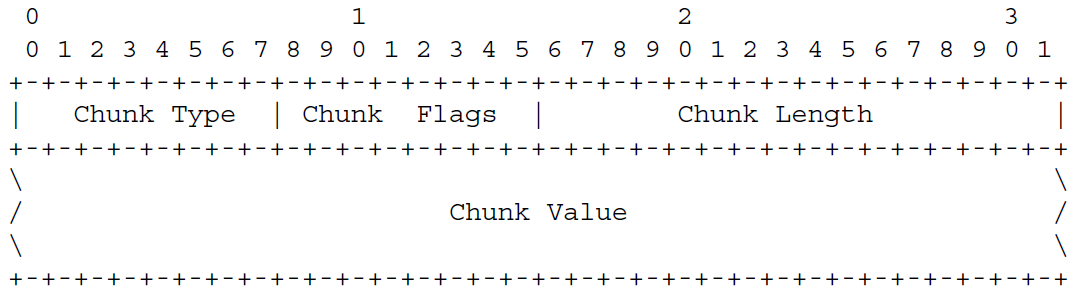 0                   1                   2                   3
 0 1 2 3 4 5 6 7 8 9 0 1 2 3 4 5 6 7 8 9 0 1 2 3 4 5 6 7 8 9 0 1
+-+-+-+-+-+-+-+-+-+-+-+-+-+-+-+-+-+-+-+-+-+-+-+-+-+-+-+-+-+-+-+-+
|   Chunk Type  | Chunk  Flags  |        Chunk Length           |
+-+-+-+-+-+-+-+-+-+-+-+-+-+-+-+-+-+-+-+-+-+-+-+-+-+-+-+-+-+-+-+-+
\                                                               \
/                          Chunk Value                          /
\                                                               \
+-+-+-+-+-+-+-+-+-+-+-+-+-+-+-+-+-+-+-+-+-+-+-+-+-+-+-+-+-+-+-+-+